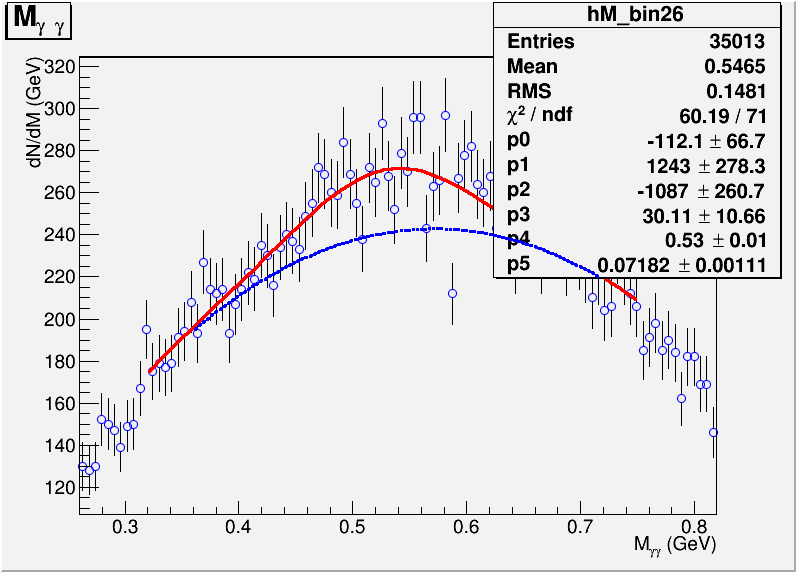 Mγ γ
hM_bin26
Entries 35013
Mean 0.5465
RMS 0.1481
χ² / ndf 60.19 / 71
p0 -112.1 ± 66.7
p1 1243 ± 278.3
p2 -1087 ± 260.7
p3 30.11 ± 10.66
p4 0.53 ± 0.01
p5 0.07182 ± 0.00111
dN/dM (GeV)
320
300
280
260
240
220
200
180
160
140
120
0.3 0.4 0.5 0.6 0.7 0.8
Mγγ (GeV)